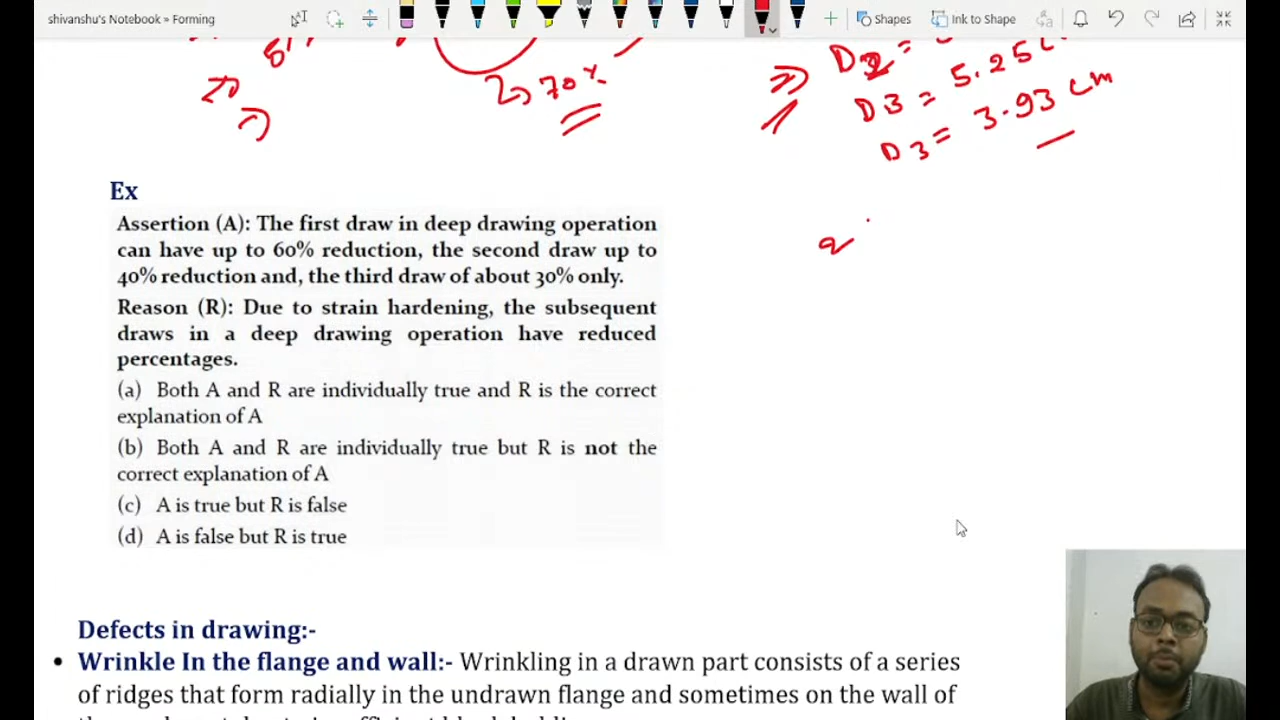 shivanshu's Notebook » Forming
Shapes
Ink to Shape
70%
D2 =
D3 = 5.25
D3 = 3.93 cm
Ex
Assertion (A): The first draw in deep drawing operation
can have up to 60% reduction, the second draw up to
40% reduction and, the third draw of about 30% only.
Reason (R): Due to strain hardening, the subsequent
draws in a deep drawing operation have reduced
percentages.
(a) Both A and R are individually true and R is the correct
explanation of A
(b) Both A and R are individually true but R is not the
correct explanation of A
(c) A is true but R is false
(d) A is false but R is true
Defects in drawing:-
• Wrinkle In the flange and wall:- Wrinkling in a drawn part consists of a series
of ridges that form radially in the undrawn flange and sometimes on the wall of